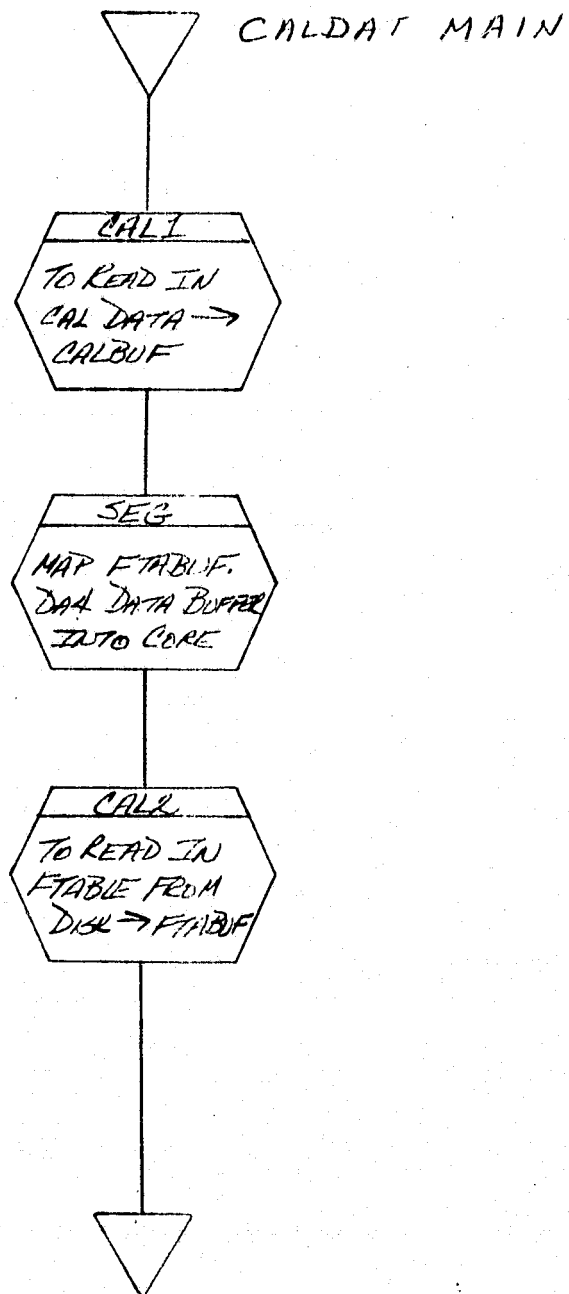 CALDAT MAIN
CAL1
TO READ IN
CAL DATA →
CALBUF
SEG
MAP FTABUF.
DA4 DATA BUFFER
INTO CORE
CAL2
TO READ IN
FTABLE FROM
DISK → FTABUF